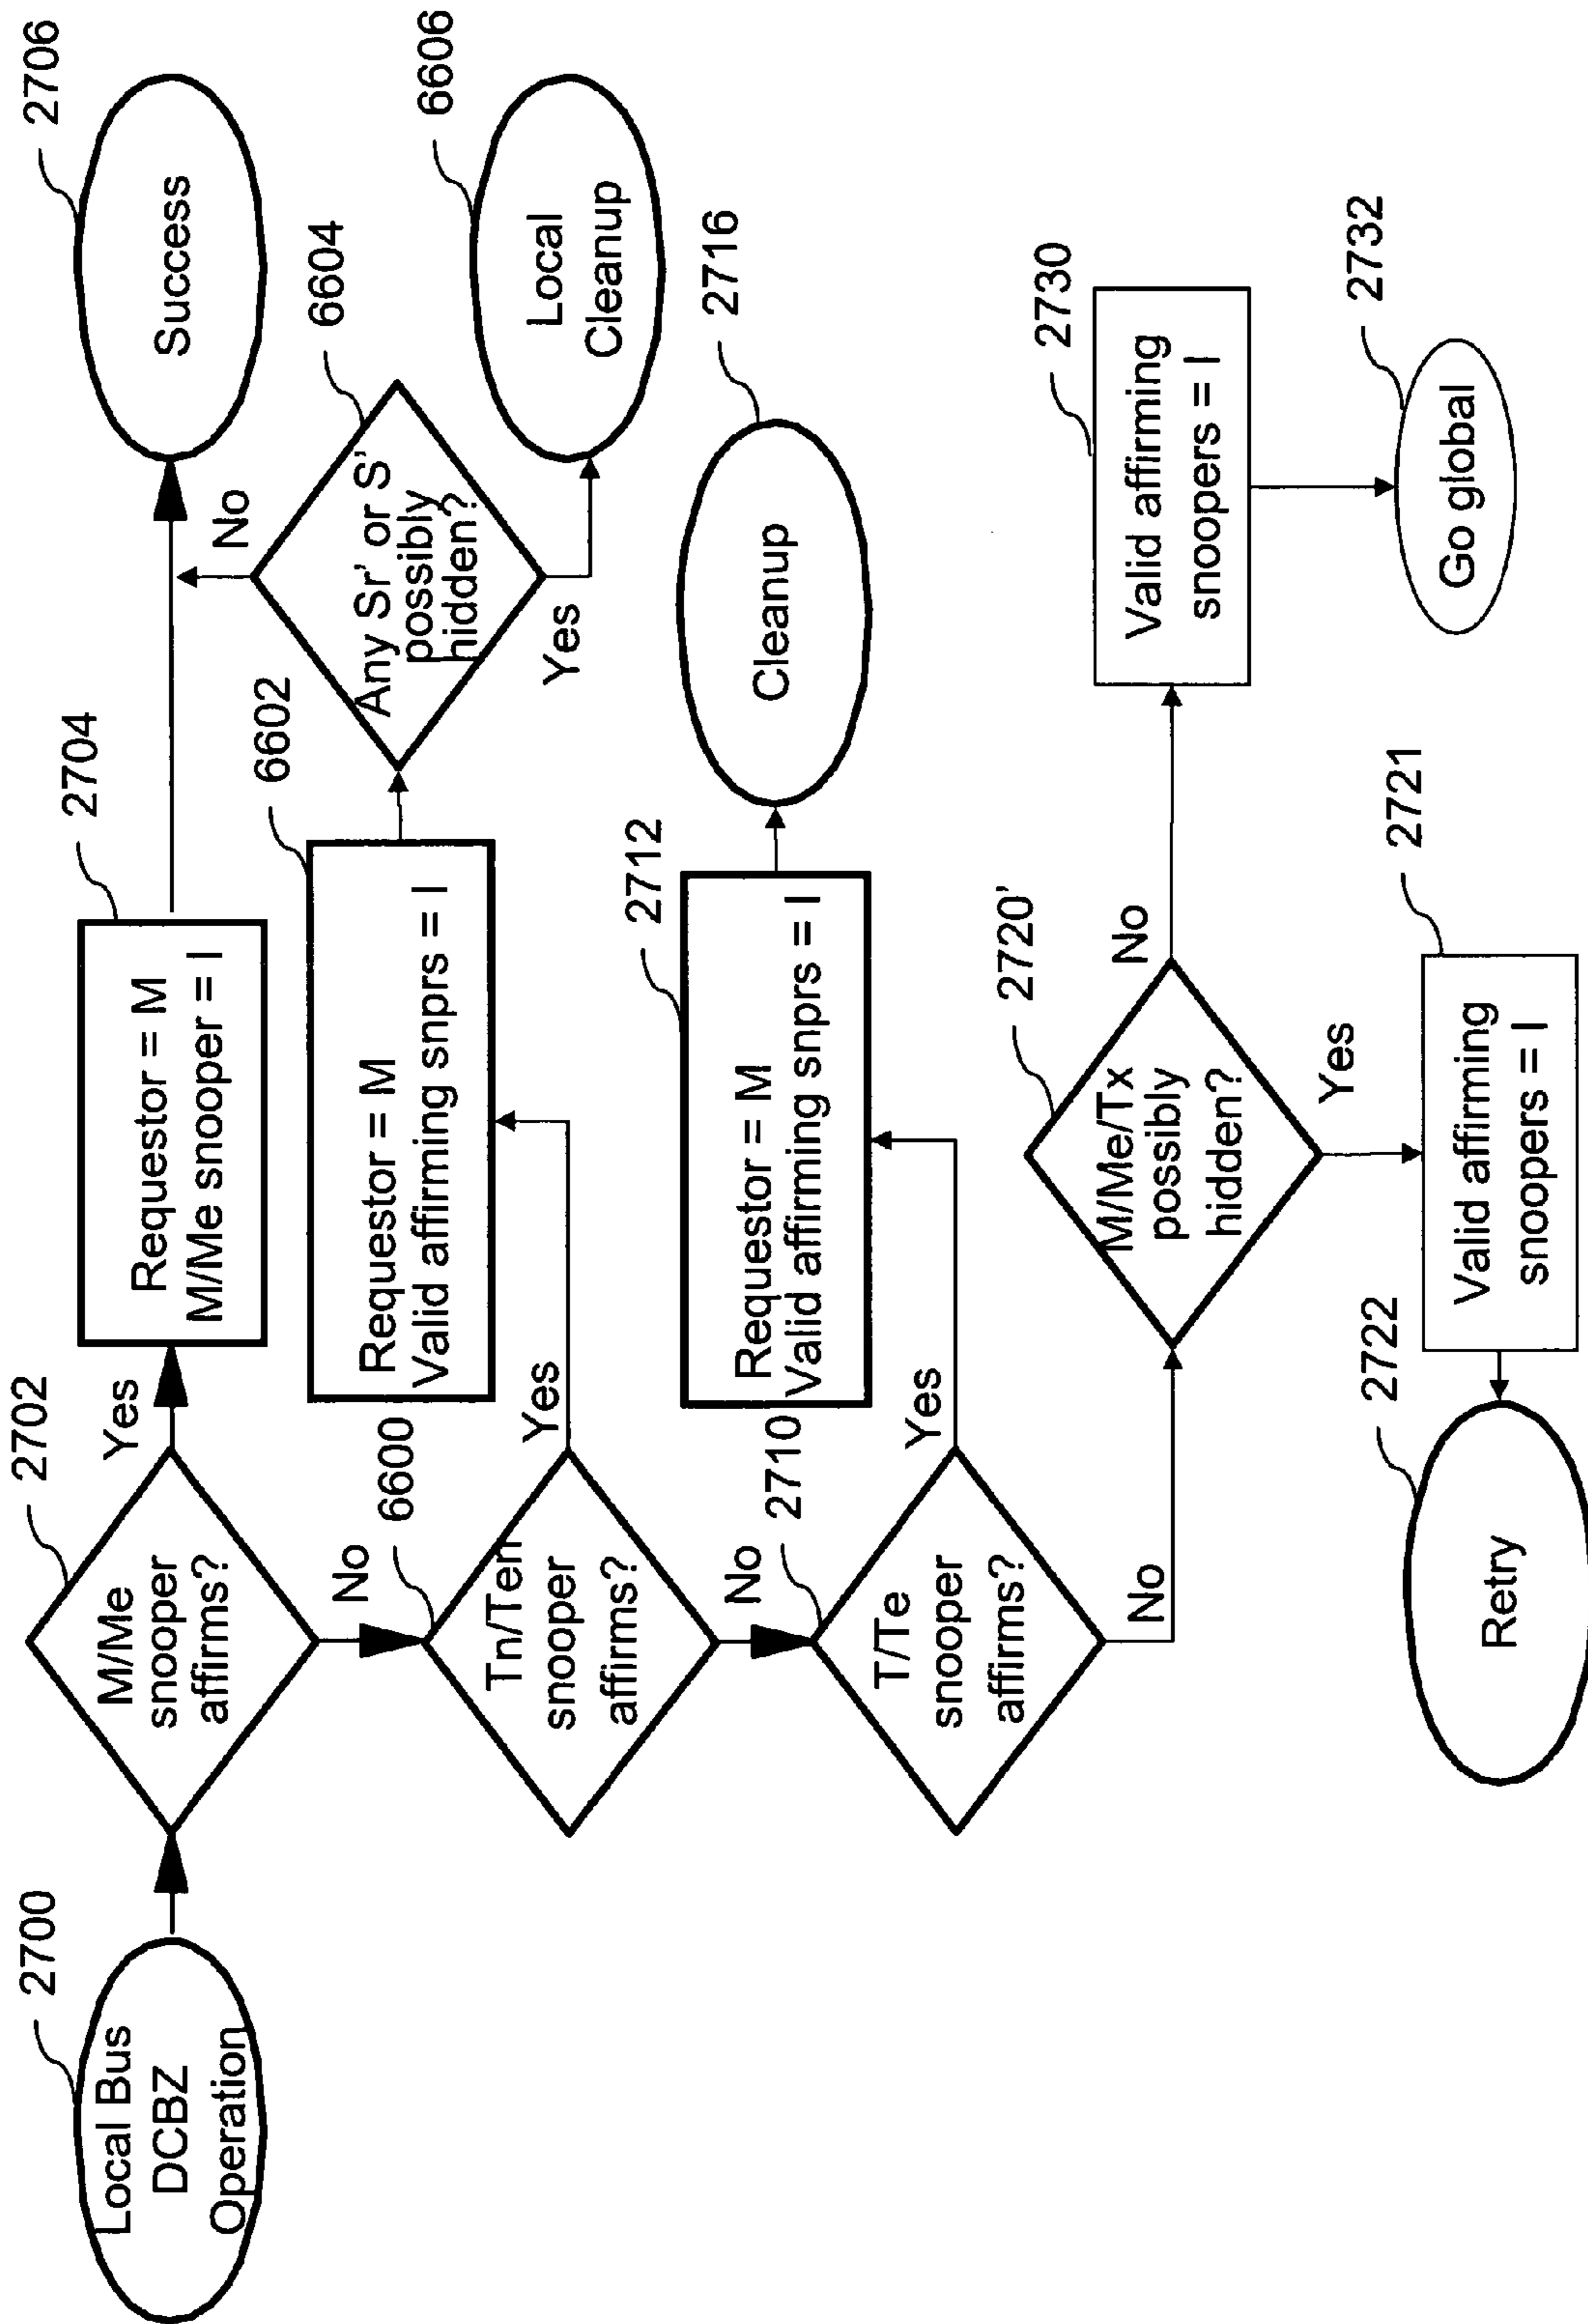 2700
Local Bus
DCBZ
Operation
2702
M/Me
snooper
affirms?
Yes
No
2704
Requestor = M
M/Me snooper = I
2706
Success
6600
Tn/Ten
snooper
affirms?
Yes
No
6602
Requestor = M
Valid affirming snprs = I
6604
Any Sr' or S'
possibly
hidden?
No
Yes
6606
Local
Cleanup
2710
T/Te
snooper
affirms?
Yes
No
2712
Requestor = M
Valid affirming snprs = I
2716
Cleanup
2720'
M/Me/Tx
possibly
hidden?
No
Yes
2730
Valid affirming
snoopers = I
2732
Go global
2721
Valid affirming
snoopers = I
2722
Retry